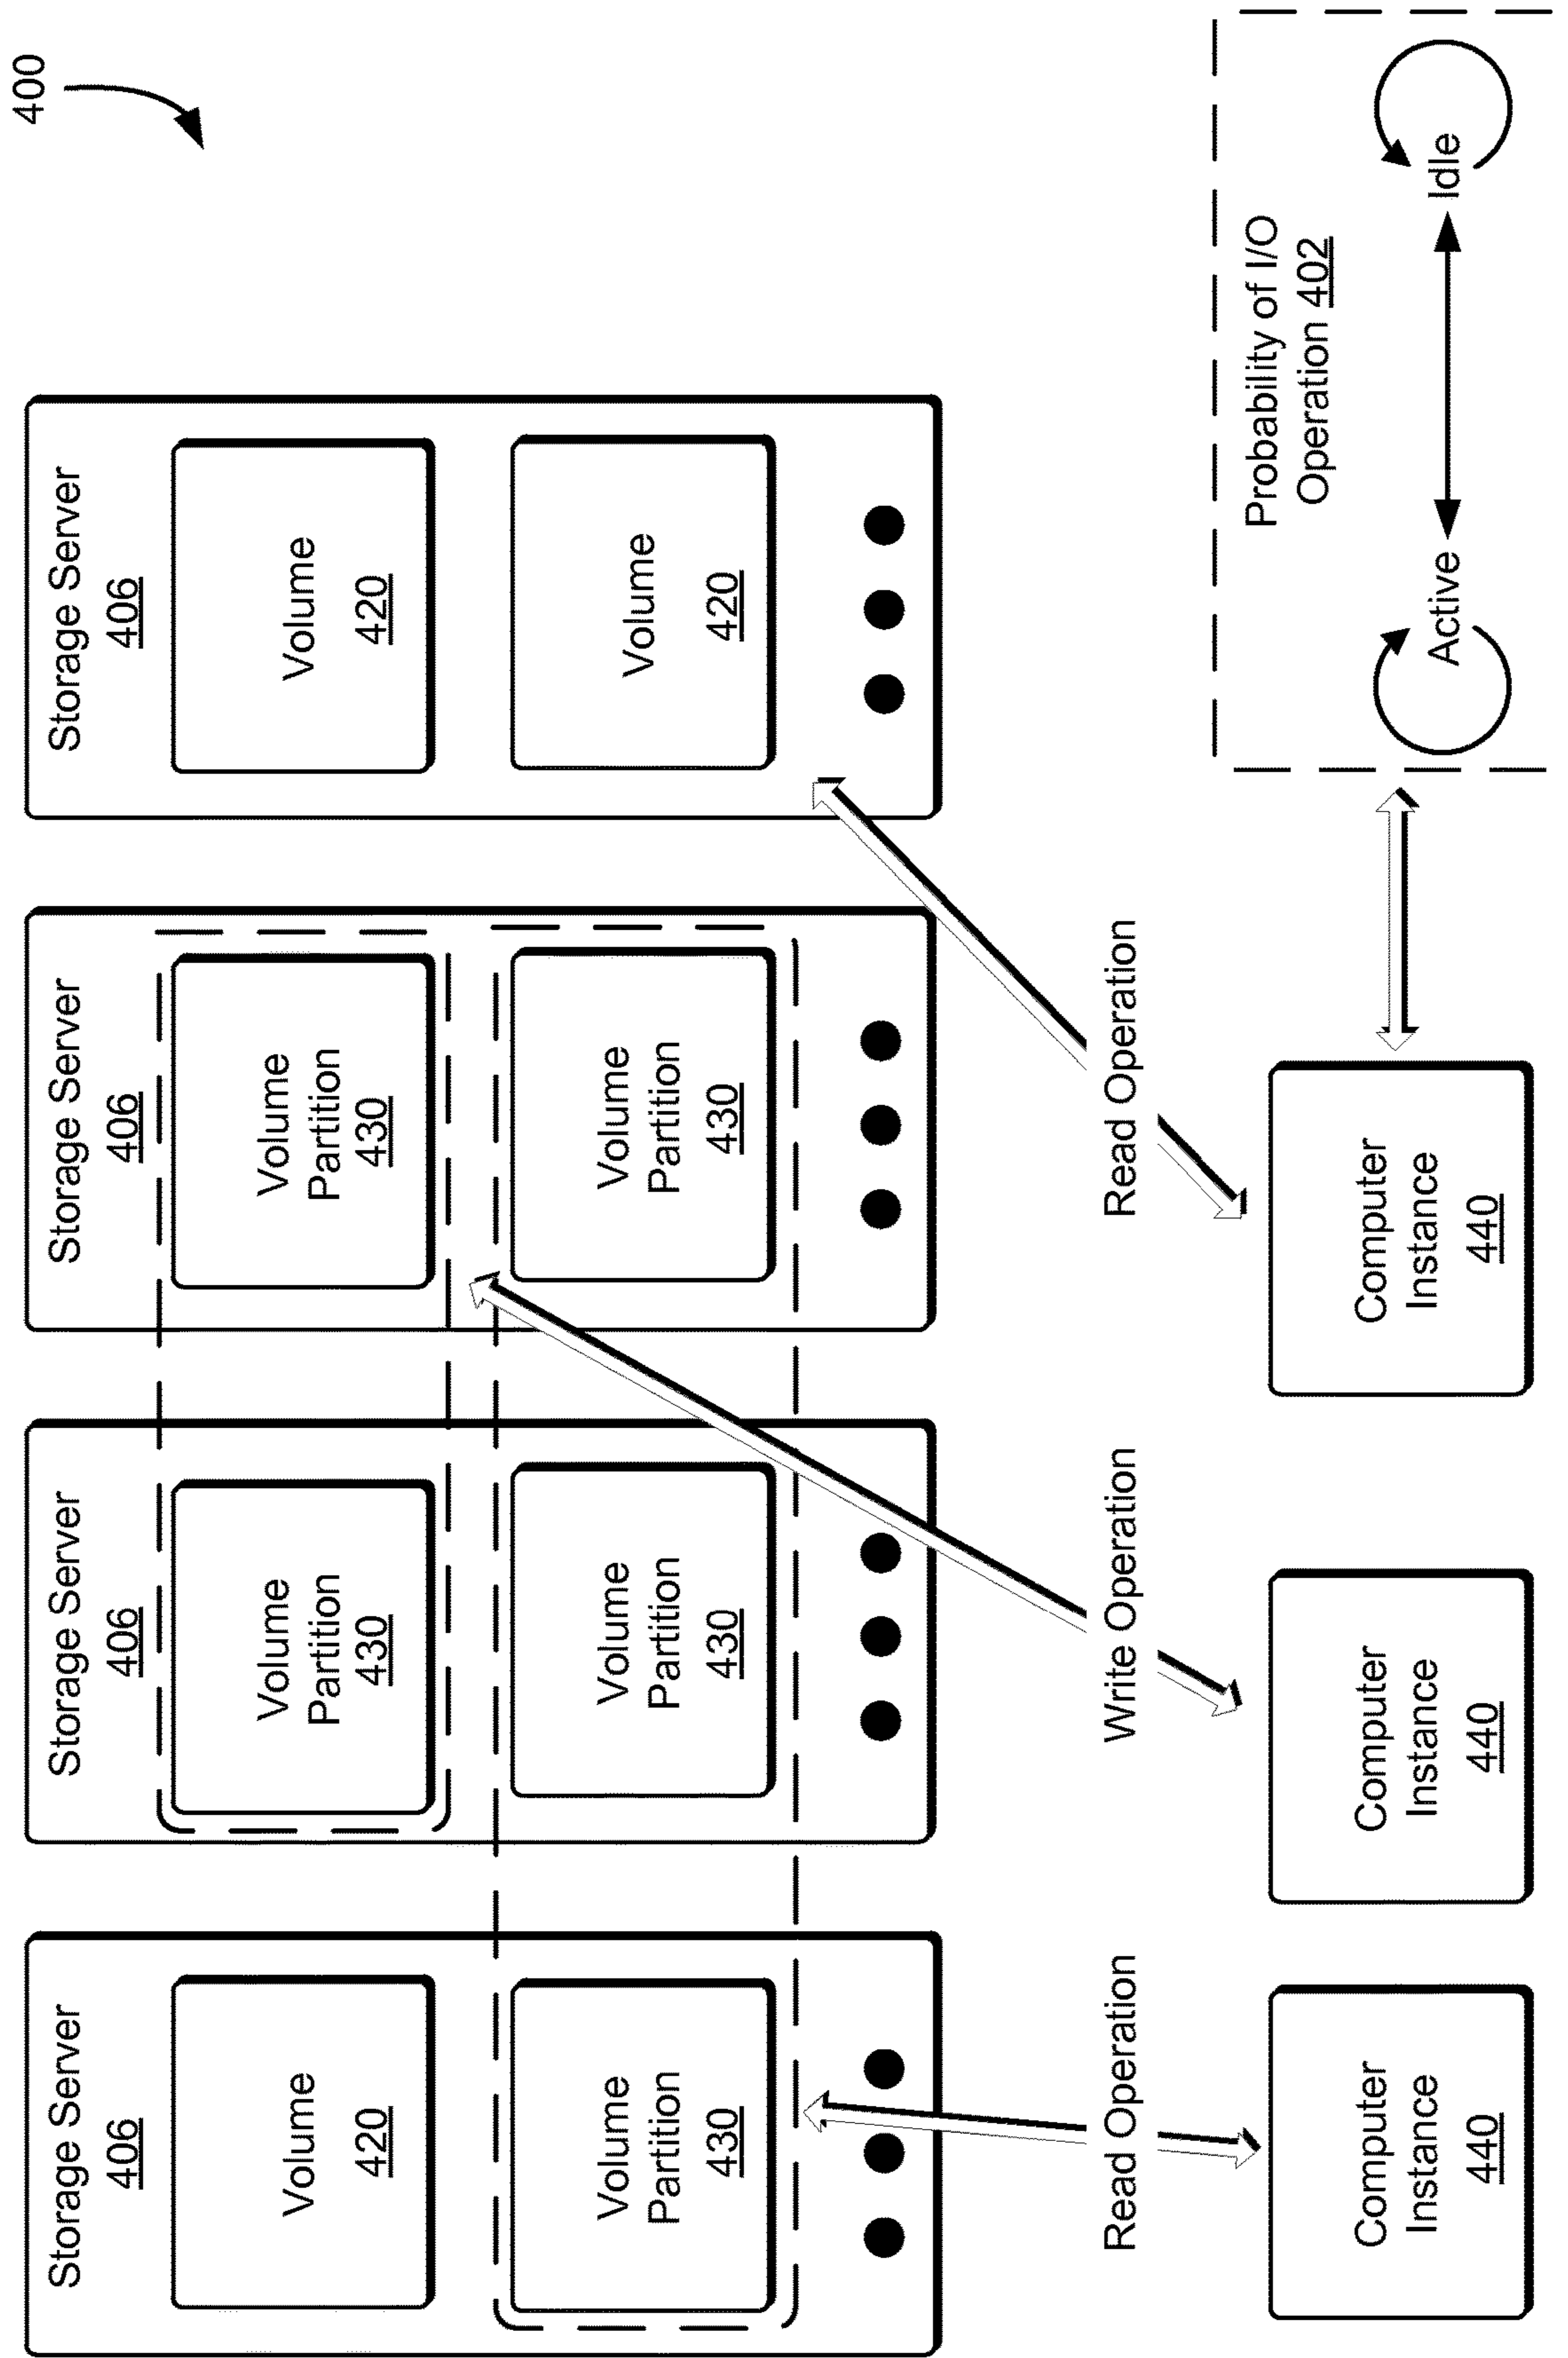 400
Storage Server
406
Volume
420
Volume
Partition
430
Storage Server
406
Volume
Partition
430
Volume
Partition
430
Storage Server
406
Volume
Partition
430
Volume
Partition
430
Storage Server
406
Volume
420
Volume
420
Read Operation
Write Operation
Read Operation
Computer
Instance
440
Computer
Instance
440
Computer
Instance
440
Probability of I/O
Operation 402
Active
Idle